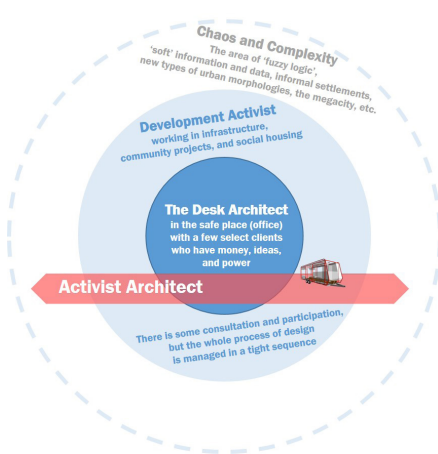 Chaos and Complexity
The area of 'fuzzy logic',
'soft' information and data, informal settlements,
new types of urban morphologies, the megacity, etc.
Development Activist
working in infrastructure,
community projects, and social housing
The Desk Architect
in the safe place (office)
with a few select clients
who have money, ideas,
and power
Activist Architect
There is some consultation and participation,
but the whole process of design
is managed in a tight sequence